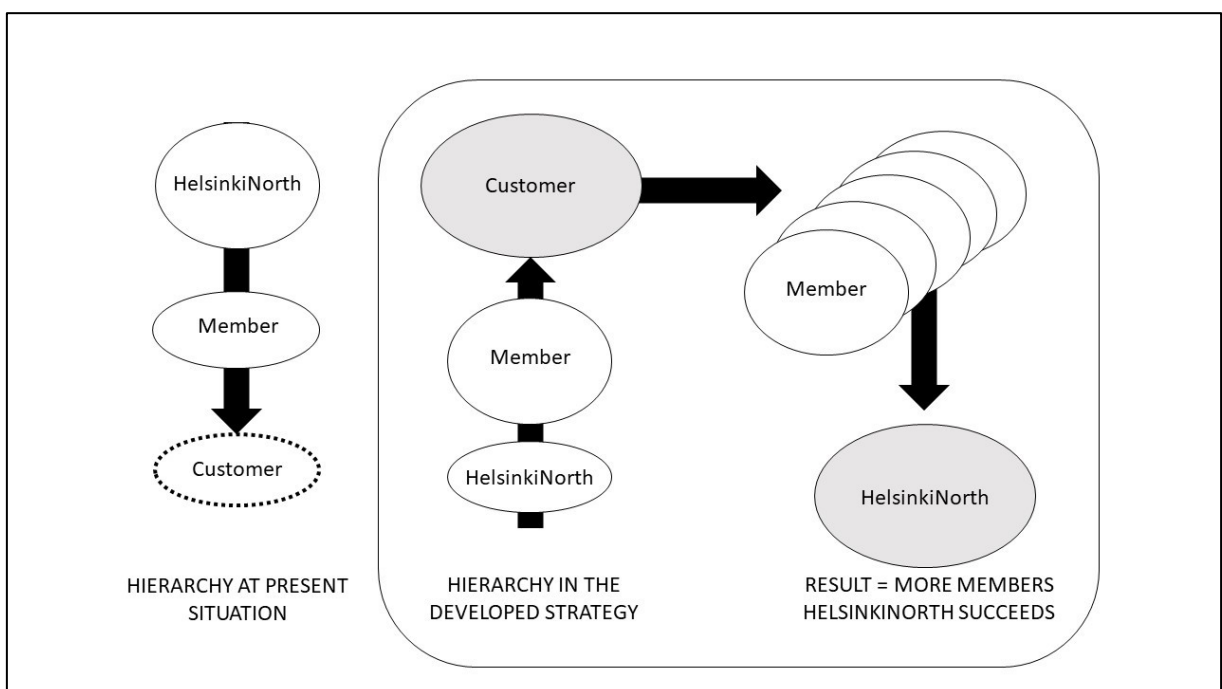 HelsinkiNorth
Member
Customer
HIERARCHY AT PRESENT
SITUATION
Customer
Member
HelsinkiNorth
HIERARCHY IN THE
DEVELOPED STRATEGY
Member
HelsinkiNorth
RESULT = MORE MEMBERS
HELSINKINORTH SUCCEEDS